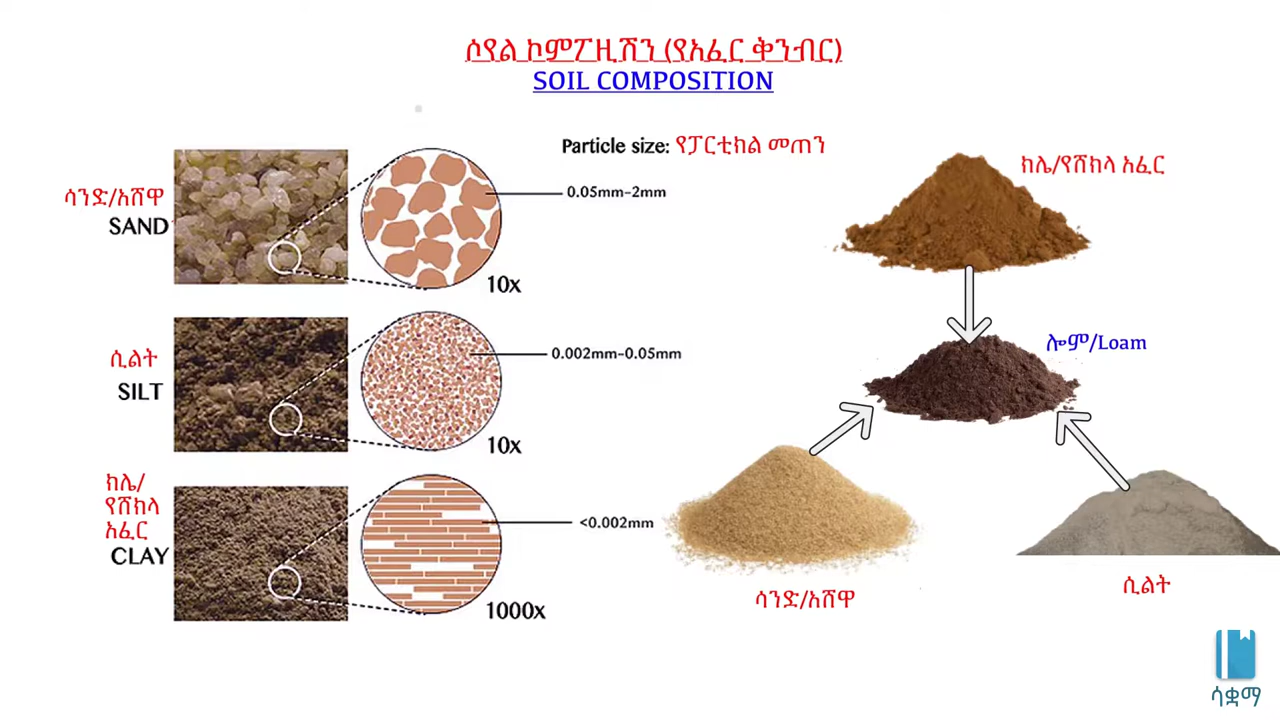 ሶየል ኮምፖዚሽን (የአፈር ቅንብር)
SOIL COMPOSITION
Particle size: የፓርቲክል መጠን
ሳንድ/አሸዋ
SAND
0.05mm-2mm
10x
ሲልት
SILT
0.002mm-0.05mm
10x
ክሌ/
የሸክላ
አፈር
CLAY
<0.002mm
1000x
ክሌ/የሸክላ አፈር
ሎም/Loam
ሳንድ/አሸዋ
ሲልት
ሳቋማ